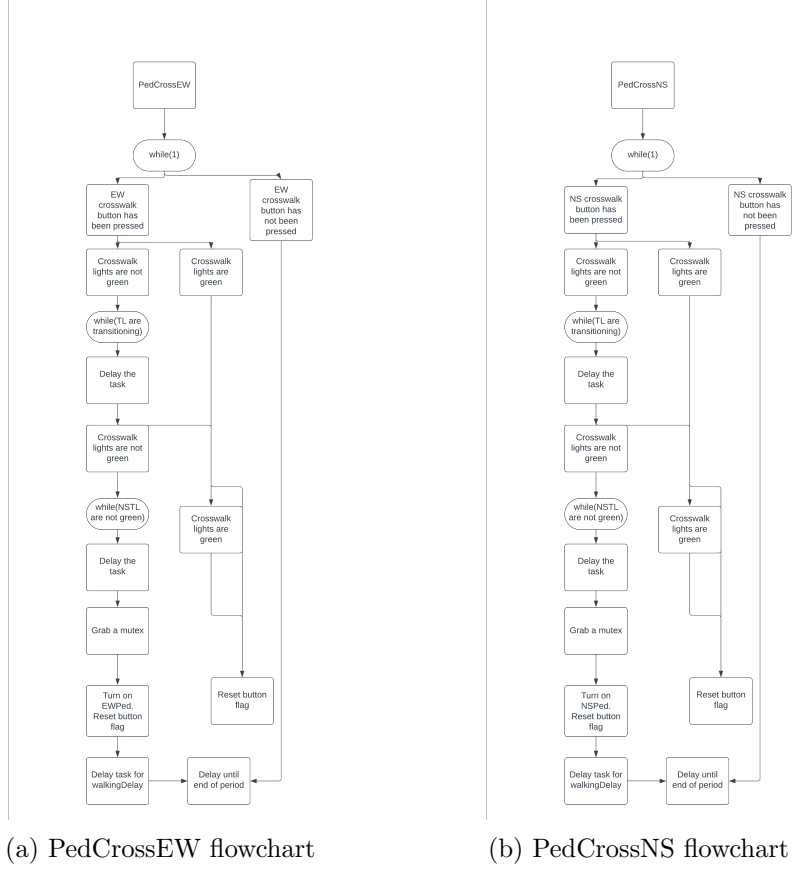 PedCrossEW
while(1)
EW
crosswalk
button has
been pressed
EW
crosswalk
button has
not been
pressed
Crosswalk
lights are not
green
Crosswalk
lights are
green
while(TL are
transitioning)
Delay the
task
Crosswalk
lights are not
green
while(NSTL
are not green)
Crosswalk
lights are
green
Delay the
task
Grab a mutex
Turn on
EWPed.
Reset button
flag
Reset button
flag
Delay task for
walkingDelay
Delay until
end of period
(a) PedCrossEW flowchart
PedCrossNS
while(1)
NS crosswalk
button has
been pressed
NS crosswalk
button has
not been
pressed
Crosswalk
lights are not
green
Crosswalk
lights are
green
while(TL are
transitioning)
Delay the
task
Crosswalk
lights are not
green
while(NSTL
are not green)
Crosswalk
lights are
green
Delay the
task
Grab a mutex
Turn on
NSPed.
Reset button
flag
Reset button
flag
Delay task for
walkingDelay
Delay until
end of period
(b) PedCrossNS flowchart